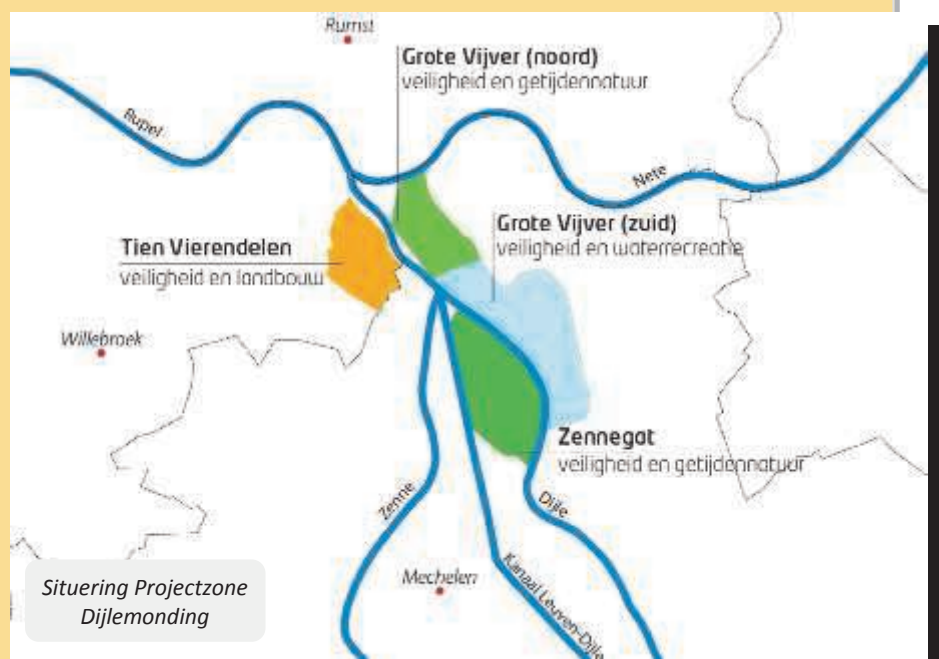 Rumst
Grote Vijver (noord)
veiligheid en getijdennatuur
Rupel
Nete
Grote Vijver (zuid)
veiligheid en waterrecreatie
Tien Vierendelen
veiligheid en landbouw
Willebroek
Zennegat
veiligheid en getijdennatuur
Zenne
Dijle
Mechelen
Kanaal Leuven-Dijle
Situering Projectzone
Dijlemonding